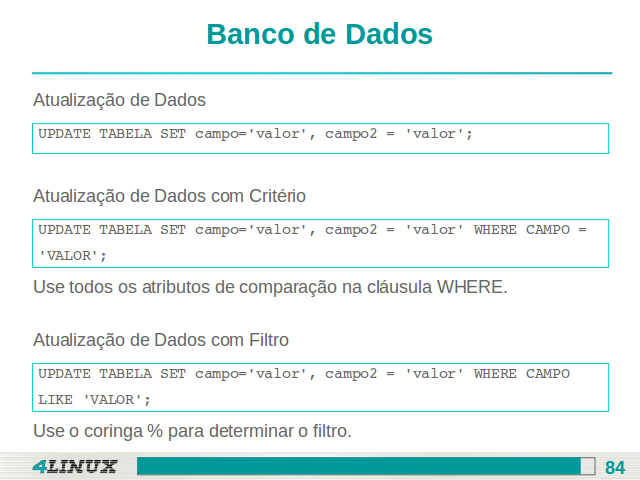 Banco de Dados
Atualização de Dados
UPDATE TABELA SET campo='valor', campo2 = 'valor';
Atualização de Dados com Critério
UPDATE TABELA SET campo='valor', campo2 = 'valor' WHERE CAMPO =
'VALOR';
Use todos os atributos de comparação na cláusula WHERE.
Atualização de Dados com Filtro
UPDATE TABELA SET campo='valor', campo2 = 'valor' WHERE CAMPO
LIKE 'VALOR';
Use o coringa % para determinar o filtro.
4LINUX
84